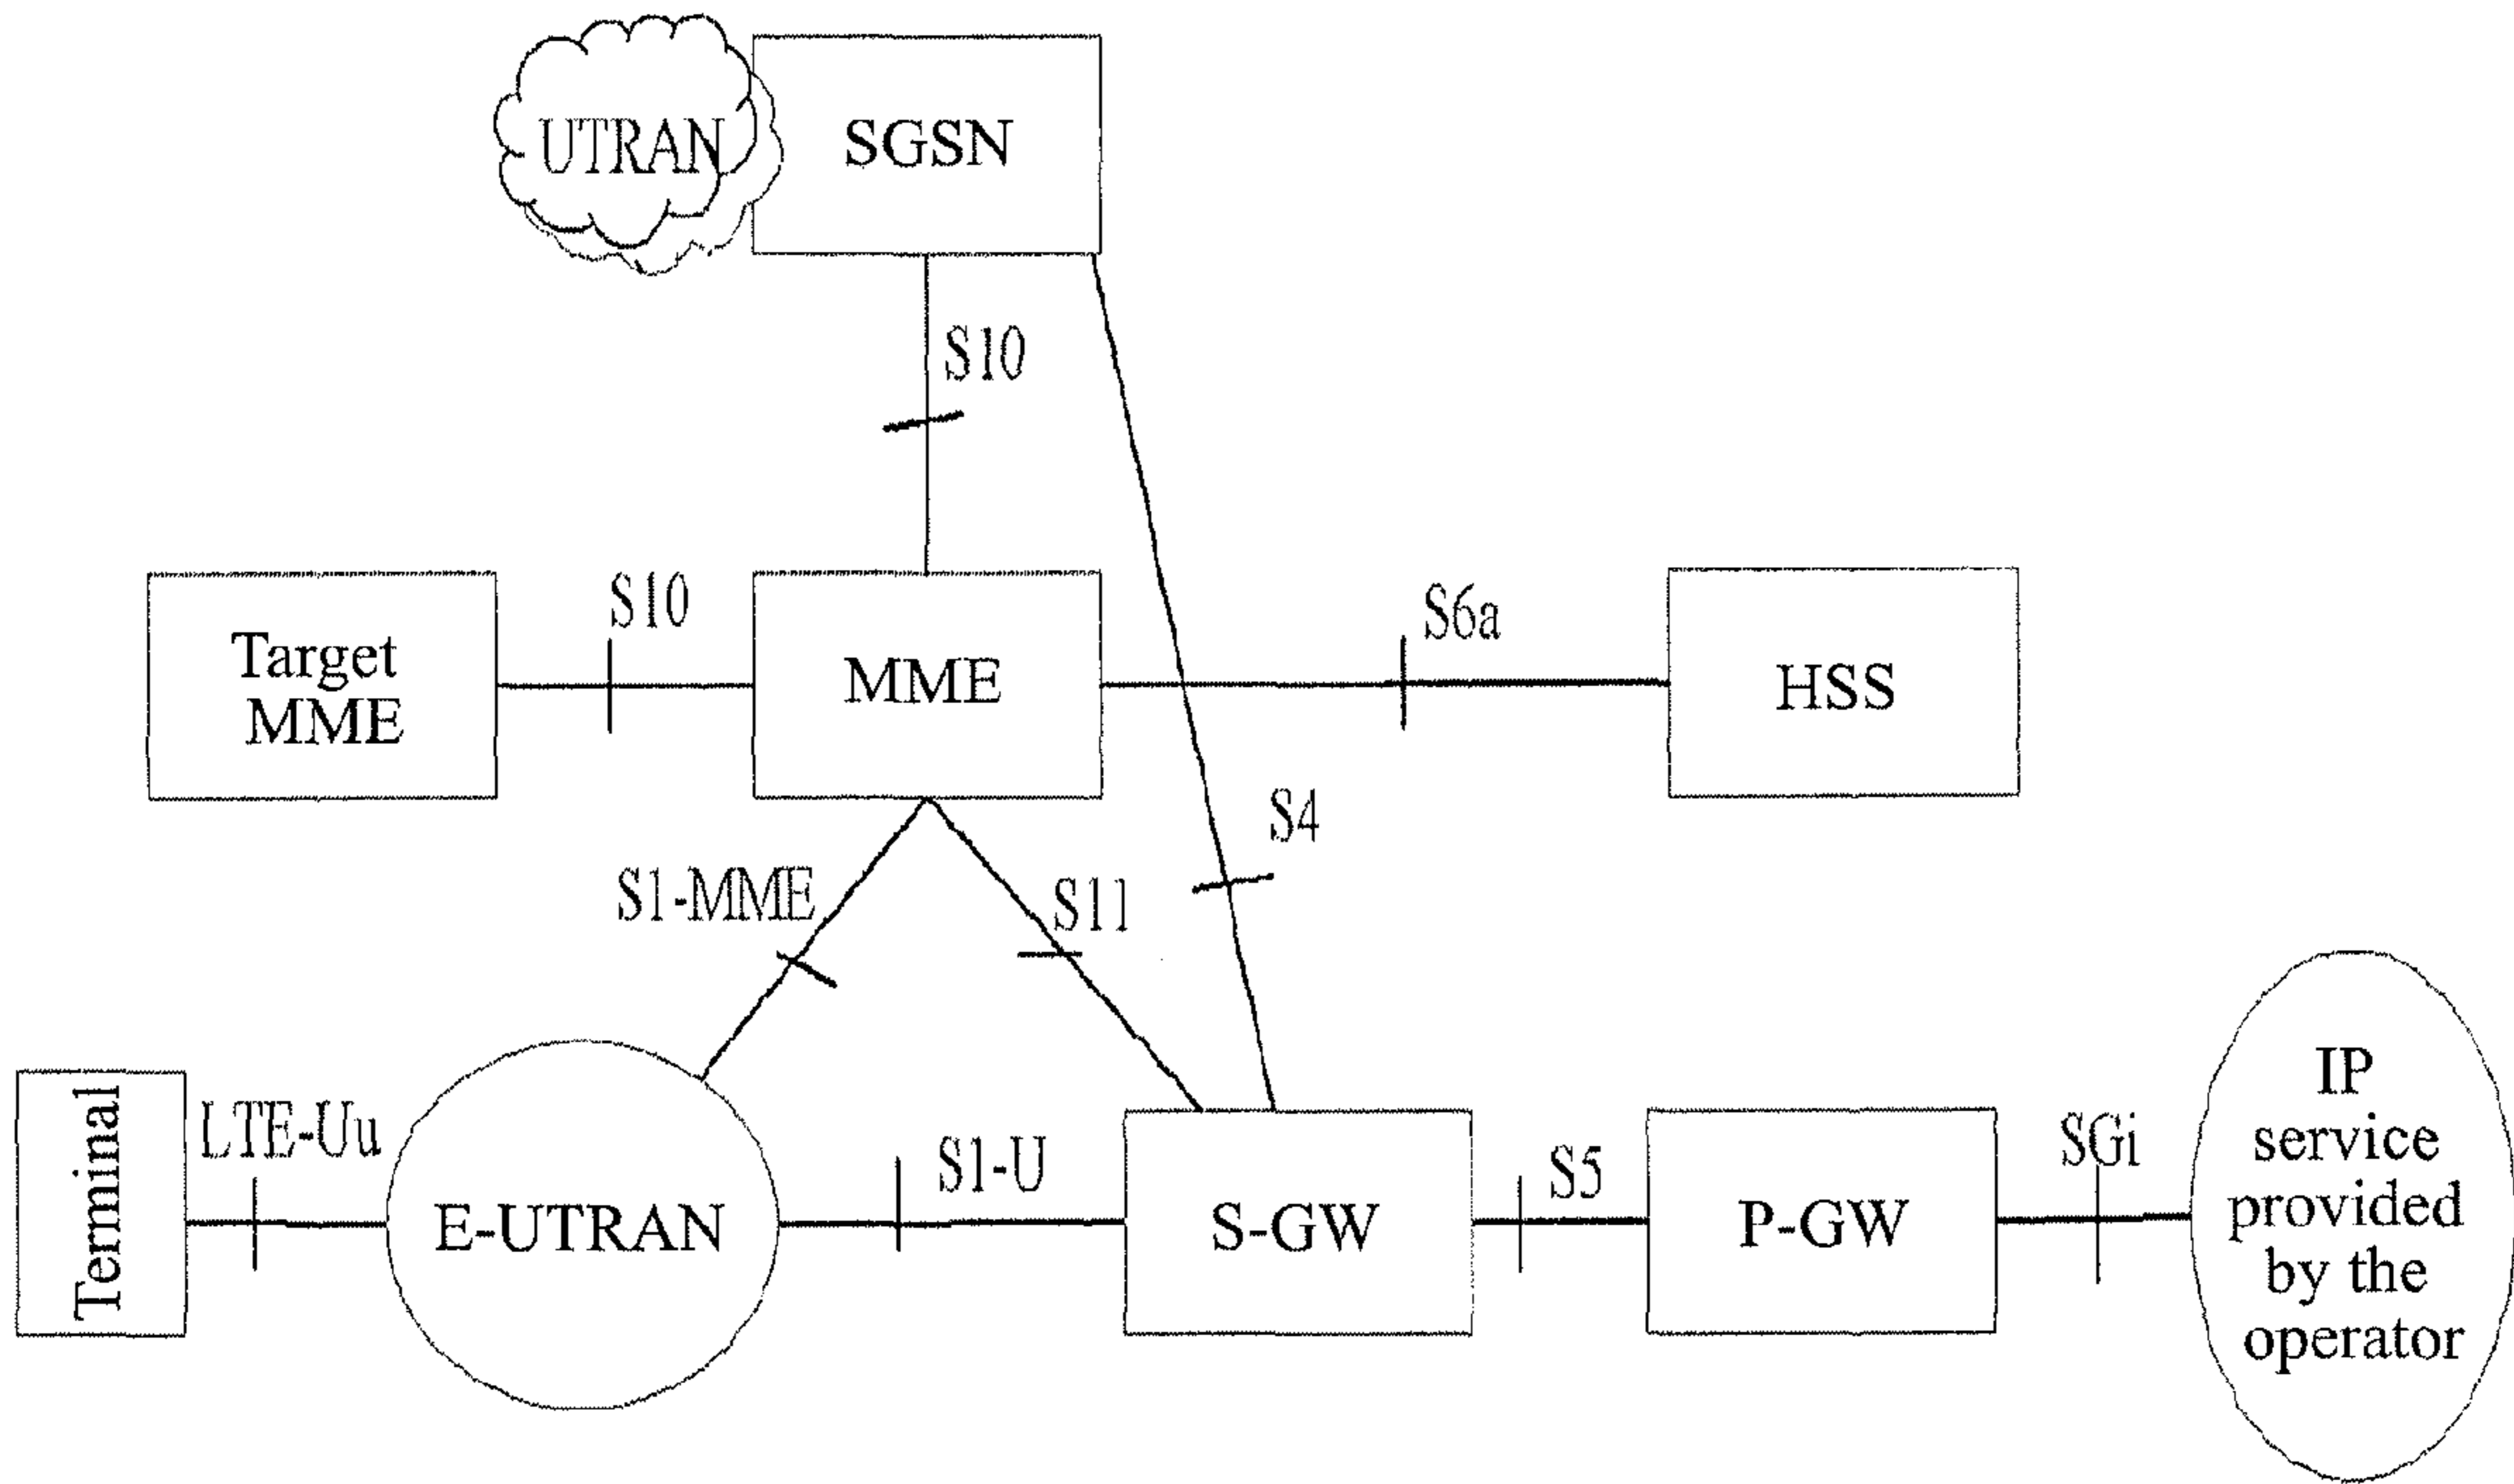 UTRAN
SGSN
S10
Target
MME
S10
MME
S6a
HSS
S4
S1-MME
S11
Terminal
LTE-Uu
E-UTRAN
S1-U
S-GW
S5
P-GW
SGi
IP
service
provided
by the
operator